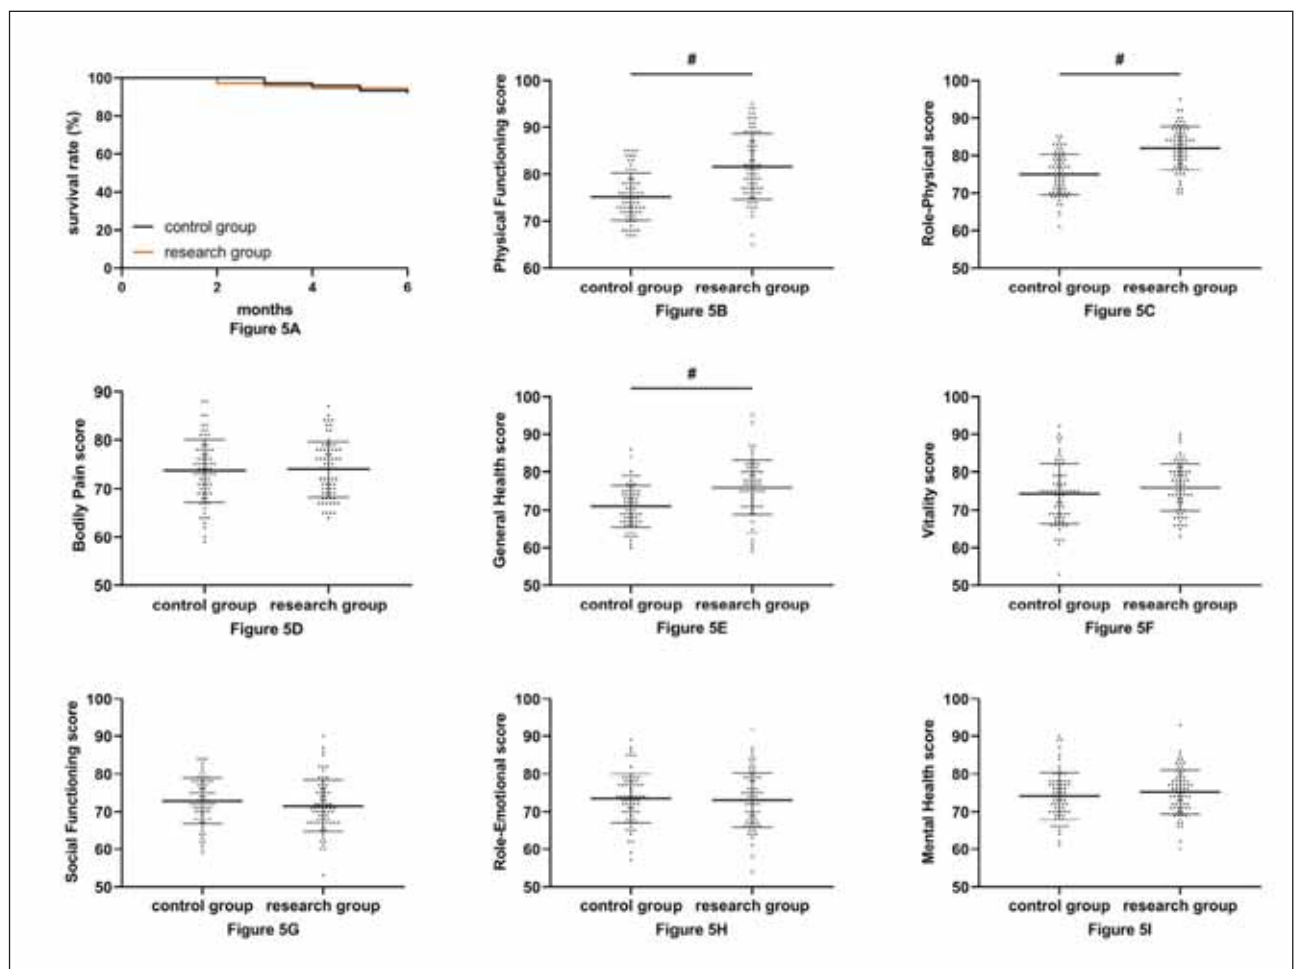 100
80
60
40
20
0
survival rate (%)
control group
research group
0 2 4 6
months
Figure 5A
#
100
90
80
70
60
Physical Functioning score
control group research group
Figure 5B
#
100
90
80
70
60
50
Role-Physical score
control group research group
Figure 5C
90
80
70
60
50
Bodily Pain score
control group research group
Figure 5D
#
100
90
80
70
60
50
General Health score
control group research group
Figure 5E
100
90
80
70
60
50
Vitality score
control group research group
Figure 5F
100
90
80
70
60
50
Social Functioning score
control group research group
Figure 5G
100
90
80
70
60
50
Role-Emotional score
control group research group
Figure 5H
100
90
80
70
60
50
Mental Health score
control group research group
Figure 5I